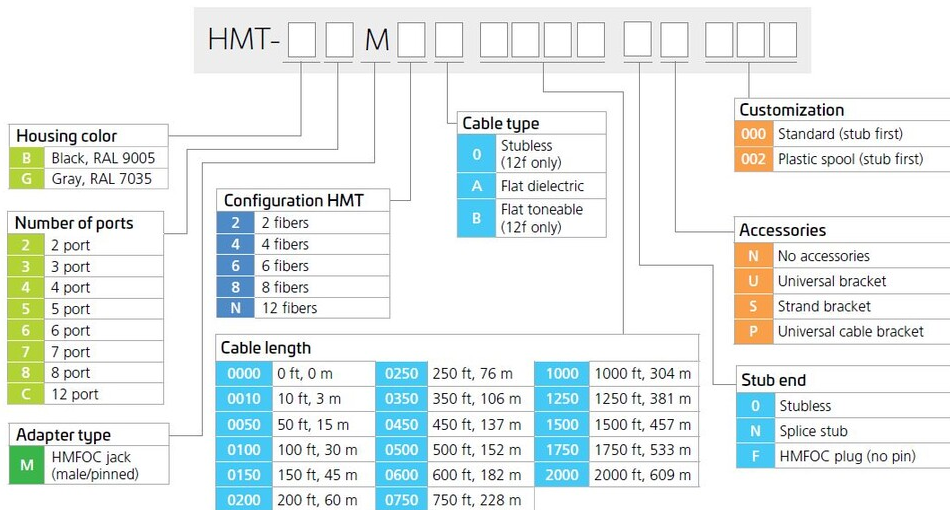 HMT- M
Housing color
B Black, RAL 9005
G Gray, RAL 7035
Number of ports
2 2 port
3 3 port
4 4 port
5 5 port
6 6 port
7 7 port
8 8 port
C 12 port
Adapter type
M HMFOC jack
(male/pinned)
Configuration HMT
2 2 fibers
4 4 fibers
6 6 fibers
8 8 fibers
N 12 fibers
Cable type
0 Stubless
(12f only)
A Flat dielectric
B Flat toneable
(12f only)
Cable length
0000 0 ft, 0 m 0250 250 ft, 76 m 1000 1000 ft, 304 m
0010 10 ft, 3 m 0350 350 ft, 106 m 1250 1250 ft, 381 m
0050 50 ft, 15 m 0450 450 ft, 137 m 1500 1500 ft, 457 m
0100 100 ft, 30 m 0500 500 ft, 152 m 1750 1750 ft, 533 m
0150 150 ft, 45 m 0600 600 ft, 182 m 2000 2000 ft, 609 m
0200 200 ft, 60 m 0750 750 ft, 228 m
Customization
000 Standard (stub first)
002 Plastic spool (stub first)
Accessories
N No accessories
U Universal bracket
S Strand bracket
P Universal cable bracket
Stub end
0 Stubless
N Splice stub
F HMFOC plug (no pin)